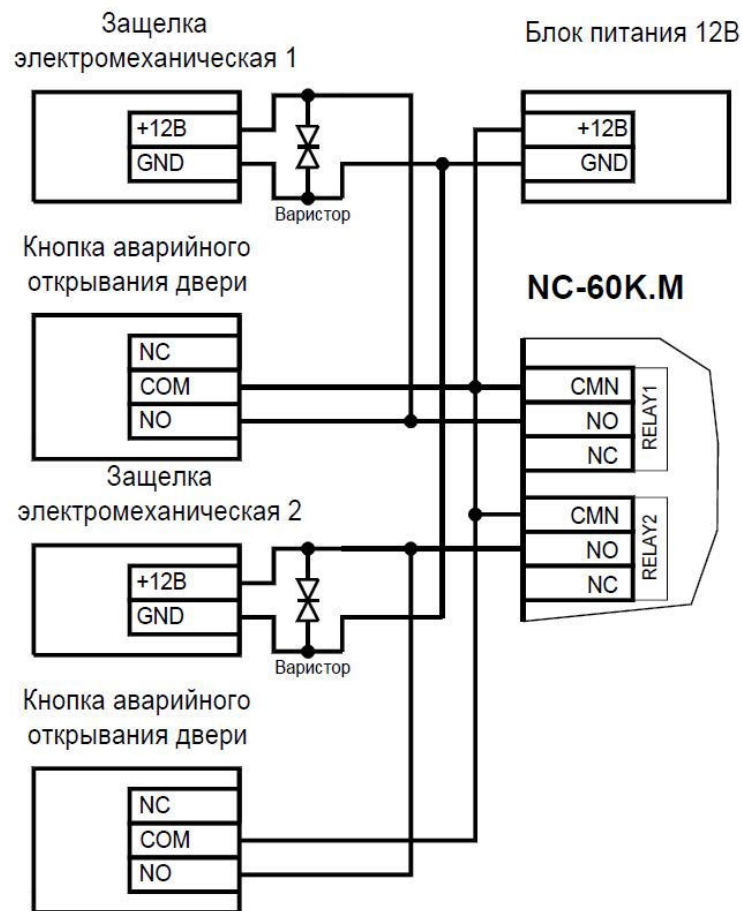 Защелка
электромеханическая 1
Блок питания 12В
+12В
GND
Варистор
+12В
GND
Кнопка аварийного
открывания двери
NC
COM
NO
NC-60K.M
CMN
NO
NC
RELAY1
CMN
NO
NC
RELAY2
Защелка
электромеханическая 2
+12В
GND
Варистор
Кнопка аварийного
открывания двери
NC
COM
NO